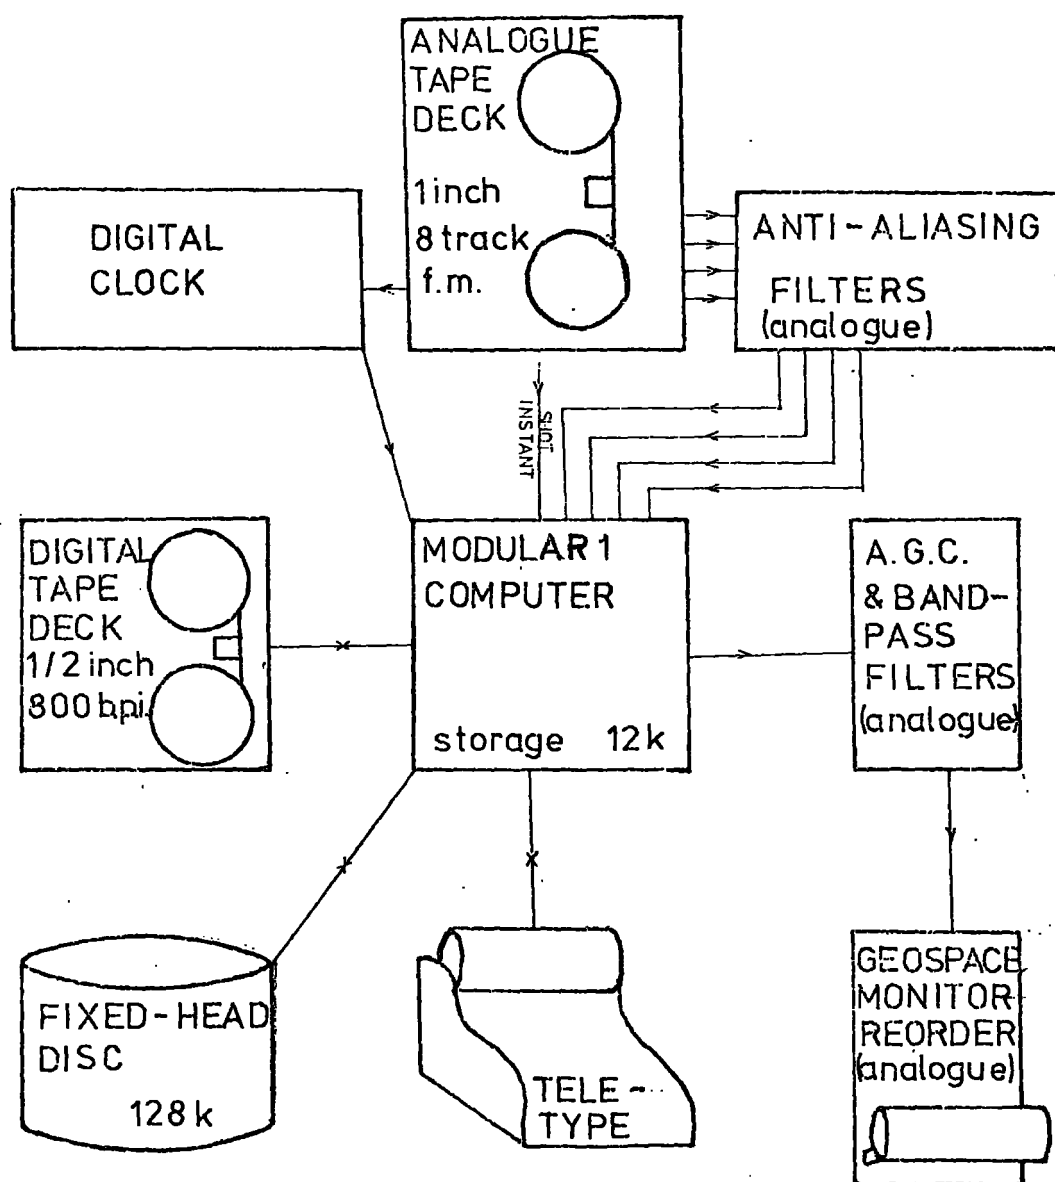 ANALOGUE
TAPE
DECK
1 inch
8 track
f.m.
DIGITAL
CLOCK
ANTI-ALIASING
FILTERS
(analogue)
SHOT
INSTANT
DIGITAL
TAPE
DECK
1/2 inch
800 b.p.i.
MODULAR 1
COMPUTER
storage 12k
A.G.C.
& BAND-
PASS
FILTERS
(analogue)
FIXED-HEAD
DISC
128k
TELE-
TYPE
GEOSPACE
MONITOR-
REORDER
(analogue)